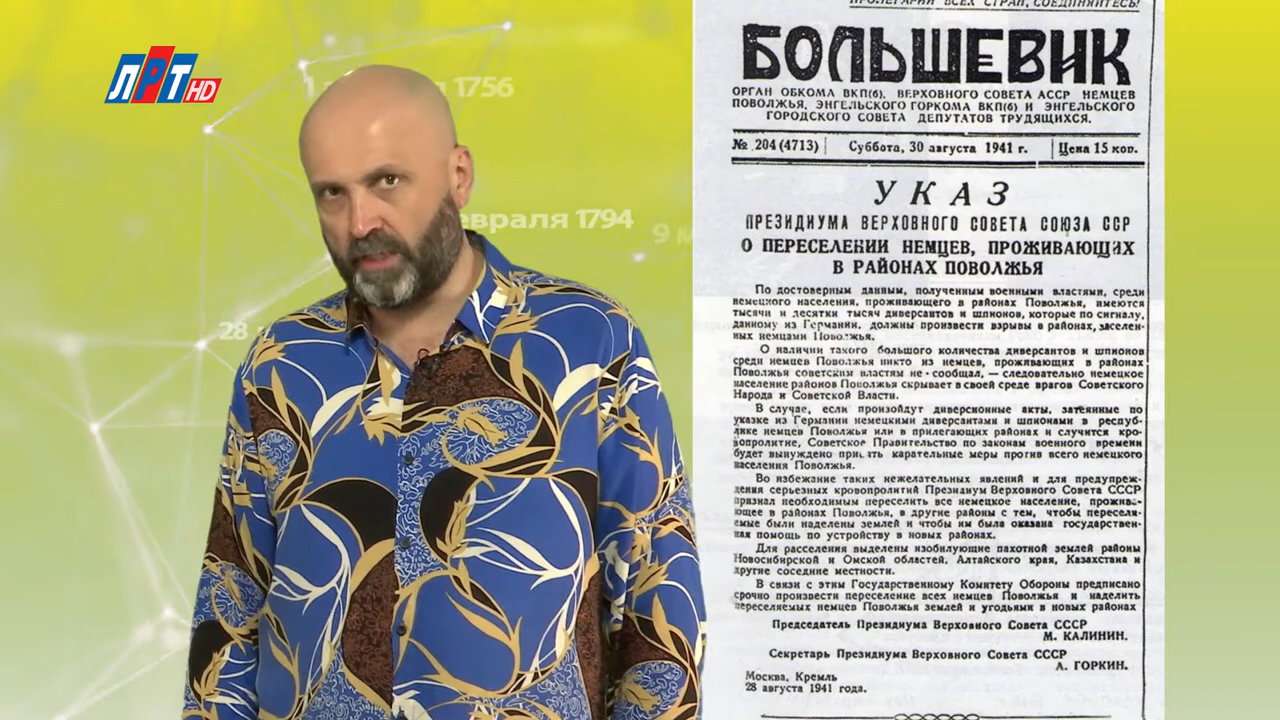 ЛРТ HD
1756
евраля 1794
9 м
28
ПРОЛЕТАРИИ ВСЕХ СТРАН, СОЕДИНЯЙТЕСЬ!
БОЛЬШЕВИК
ОРГАН ОБКОМА ВКП(б), ВЕРХОВНОГО СОВЕТА АССР НЕМЦЕВ
ПОВОЛЖЬЯ, ЭНГЕЛЬСКОГО ГОРКОМА ВКП(б) И ЭНГЕЛЬСКОГО
ГОРОДСКОГО СОВЕТА ДЕПУТАТОВ ТРУДЯЩИХСЯ.
№ 204 (4713) Суббота, 30 августа 1941 г. Цена 15 коп.
УКАЗ
ПРЕЗИДИУМА ВЕРХОВНОГО СОВЕТА СОЮЗА ССР
О ПЕРЕСЕЛЕНИИ НЕМЦЕВ, ПРОЖИВАЮЩИХ
В РАЙОНАХ ПОВОЛЖЬЯ
По достоверным данным, полученным военными властями, среди
немецкого населения, проживающего в районах Поволжья, имеются
тысячи и десятки тысяч диверсантов и шпионов, которые по сигналу,
данному из Германии, должны произвести взрывы в районах, заселен-
ных немцами Поволжья.
О наличии такого большого количества диверсантов и шпионов
среди немцев Поволжья никто из немцев, проживающих в районах
Поволжья советским властям не сообщал, — следовательно немецкое
население районов Поволжья скрывает в своей среде врагов Советского
Народа и Советской Власти.
В случае, если произойдут диверсионные акты, затеянные по
указке из Германии немецкими диверсантами и шпионами в респуб-
лике немцев Поволжья или в прилегающих районах и случится кро-
вопролитие, Советское Правительство по законам военного времени
будет вынуждено принять карательные меры против всего немецкого
населения Поволжья.
Во избежание таких нежелательных явлений и для предупреж-
дения серьезных кровопролитий Президиум Верховного Совета СССР
признал необходимым переселить все немецкое население, прожива-
ющее в районах Поволжья, в другие районы с тем, чтобы переселя-
емые были наделены землей и чтобы им была оказана государствен-
ная помощь по устройству в новых районах.
Для расселения выделены изобилующие пахотной землей районы
Новосибирской и Омской областей, Алтайского края, Казахстана и
другие соседние местности.
В связи с этим Государственному Комитету Обороны предписано
срочно произвести переселение всех немцев Поволжья и наделить
переселяемых немцев Поволжья землей и угодьями в новых районах
Председатель Президиума Верховного Совета СССР
М. КАЛИНИН.
Секретарь Президиума Верховного Совета СССР
А. ГОРКИН.
Москва, Кремль
28 августа 1941 года.